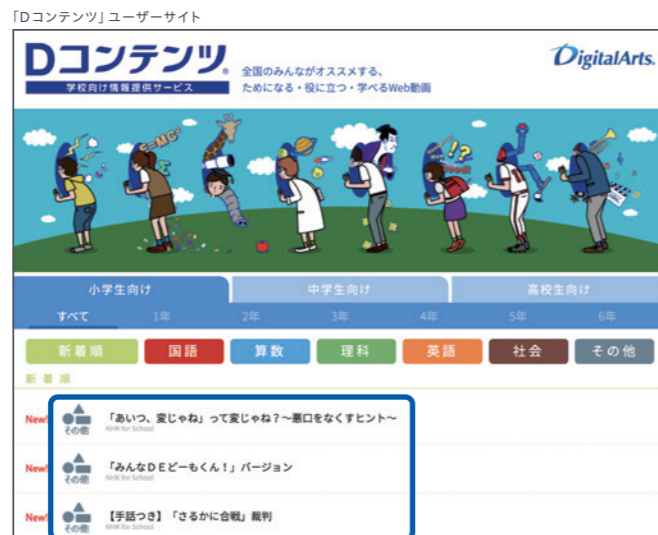 「Dコンテンツ」ユーザーサイト
Dコンテンツ®
学校向け情報提供サービス
全国のみんながオススメする、
ためになる・役に立つ・学べるWeb動画
DigitalArts.
E=MC²
Σ
!?
Good!
小学生向け 中学生向け 高校生向け
すべて 1年 2年 3年 4年 5年 6年
新着順 国語 算数 理科 英語 社会 その他
新着順
New! その他 「あいつ、変じゃね」って変じゃね？～悪口をなくすヒント～
NHK for School
New! その他 「みんなDEどーもくん！」バージョン
NHK for School
New! その他 【手話つき】「さるかに合戦」裁判
NHK for School